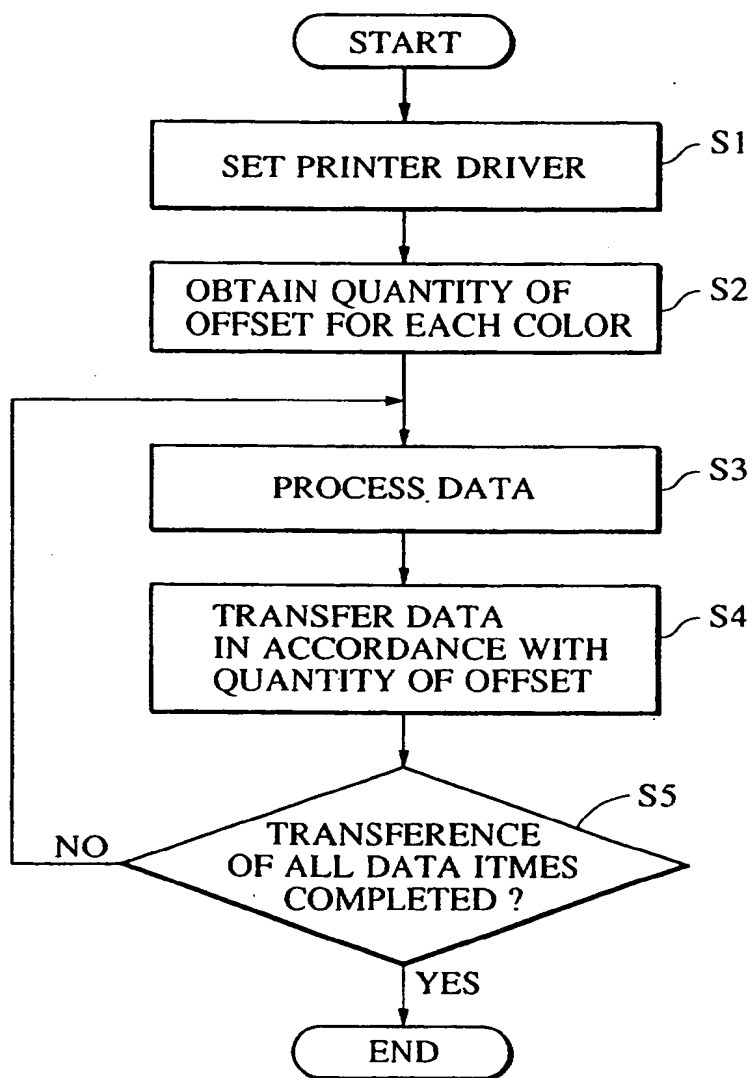 START
SET PRINTER DRIVER
S1
OBTAIN QUANTITY OF
OFFSET FOR EACH COLOR
S2
PROCESS DATA
S3
TRANSFER DATA
IN ACCORDANCE WITH
QUANTITY OF OFFSET
S4
S5
TRANSFERENCE
OF ALL DATA ITMES
COMPLETED ?
NO
YES
END